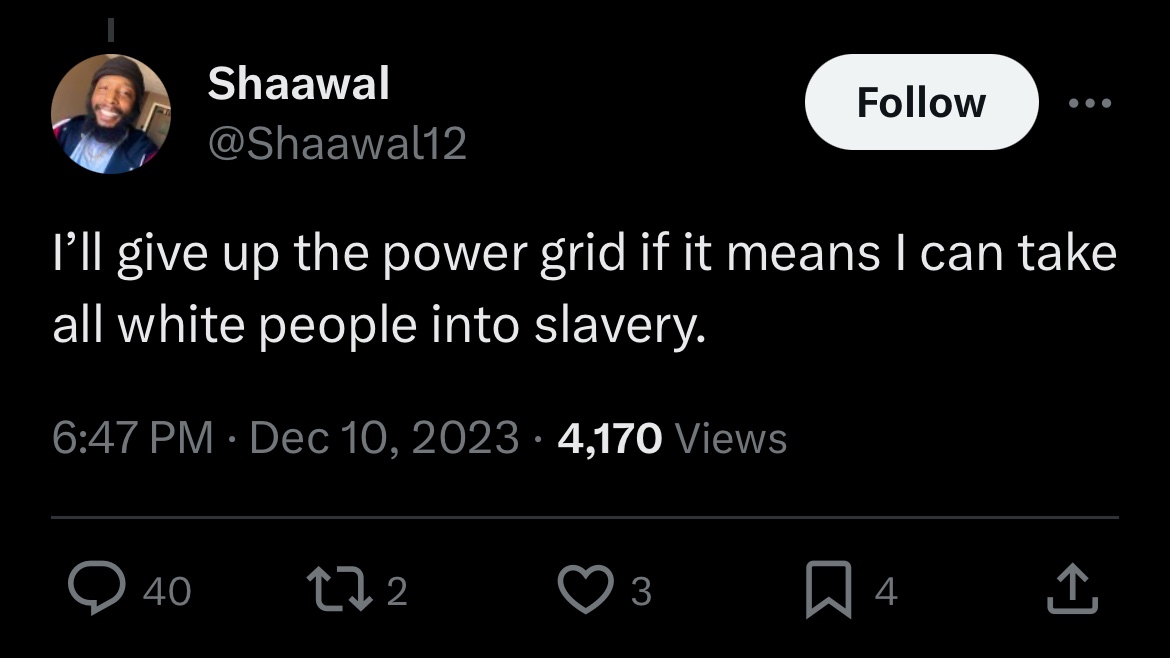 Shaawal
Follow
@Shaawal12
I’ll give up the power grid if it means I can take
all white people into slavery.
6:47 PM · Dec 10, 2023 · 4,170 Views
40 2 3 4